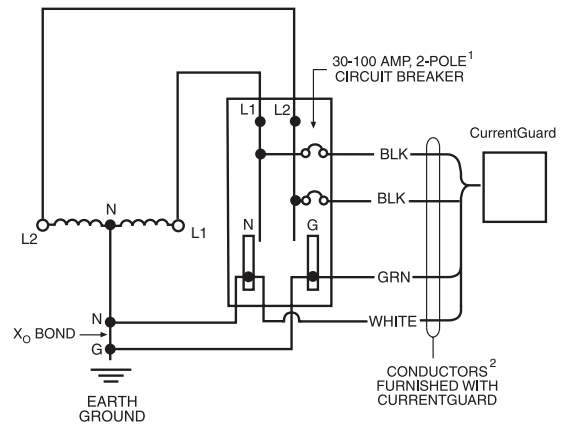 30-100 AMP, 2-POLE¹
CIRCUIT BREAKER
L1
L2
CurrentGuard
BLK
BLK
N
L2
L1
N
G
GRN
WHITE
N
X₀ BOND
G
EARTH
GROUND
CONDUCTORS²
FURNISHED WITH
CURRENTGUARD